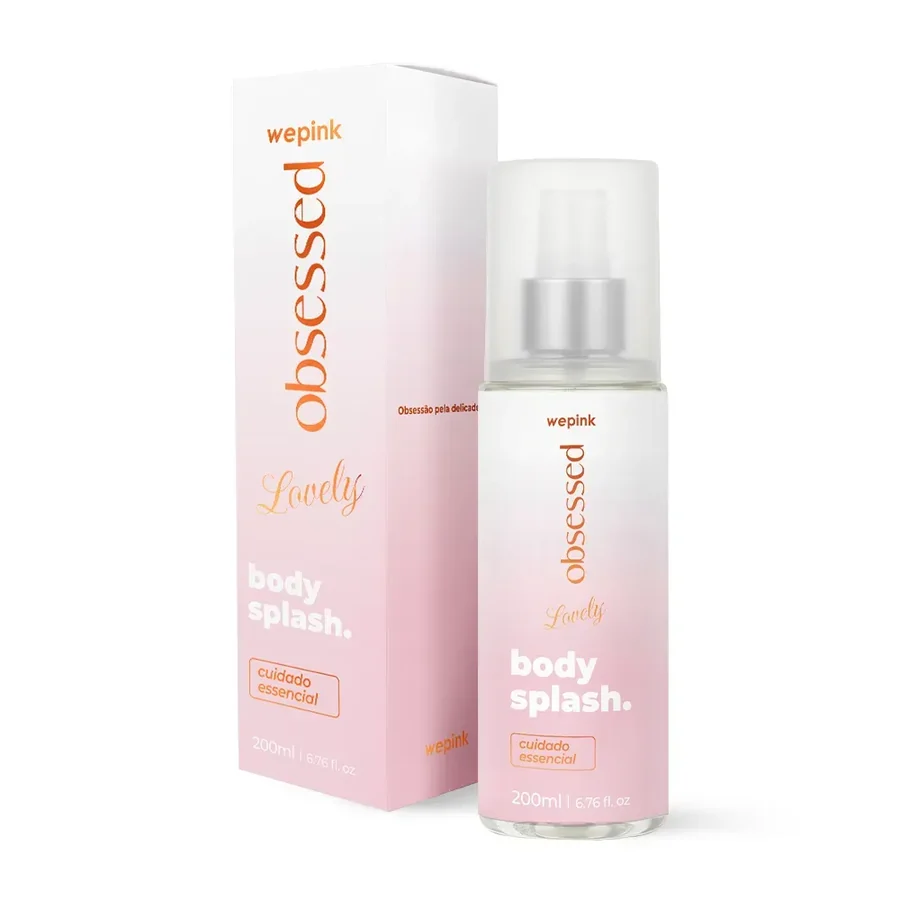 wepink
obsessed
Lovely
body
splash.
cuidado
essencial
200ml | 6.76 fl. oz
Obsessão pela
wepink
wepink
obsessed
Lovely
body
splash.
cuidado
essencial
200ml | 6.76 fl. oz